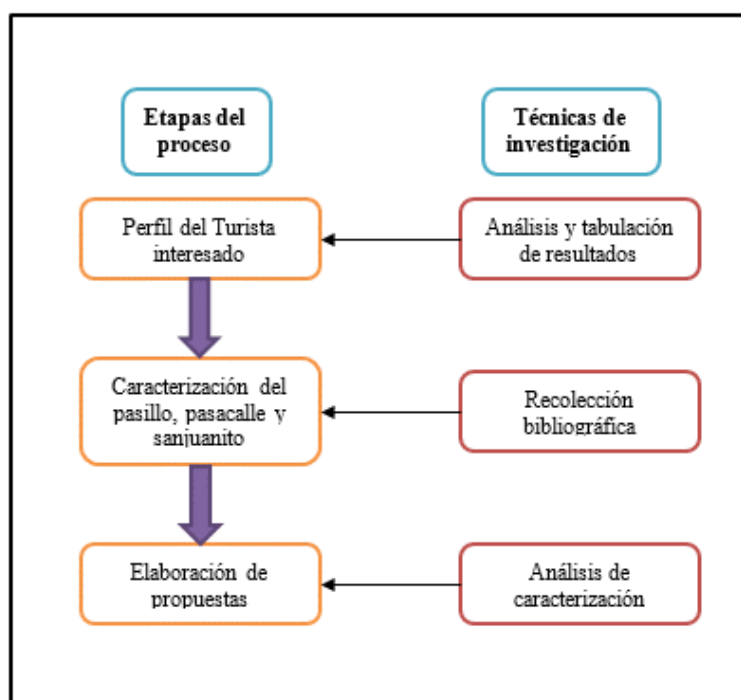 Etapas del
proceso
Técnicas de
investigación
Perfil del Turista
interesado
Análisis y tabulación
de resultados
Caracterización del
pasillo, pasacalle y
sanjuanito
Recolección
bibliográfica
Elaboración de
propuestas
Análisis de
caracterización